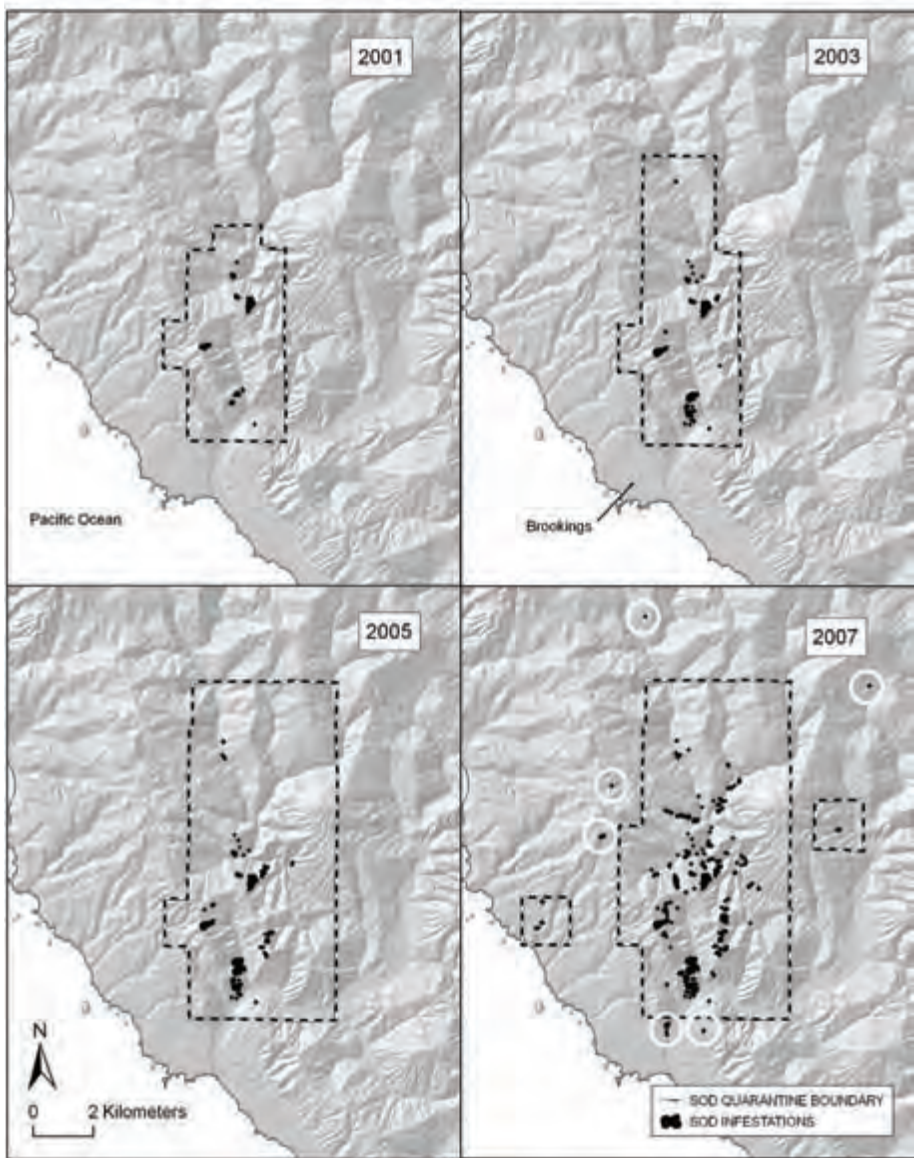 2001
2003
Pacific Ocean
Brookings
2005
2007
N
0 2 Kilometers
SOD QUARANTINE BOUNDARY
SOD INFESTATIONS